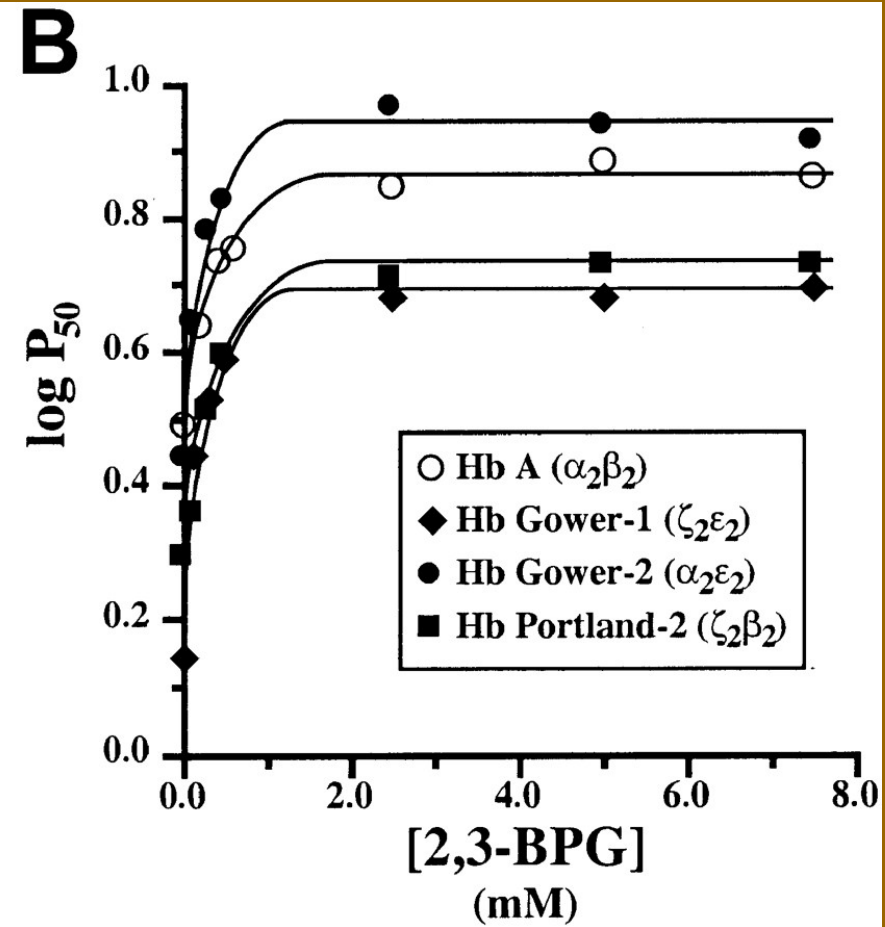 B
1.0
0.8
0.6
0.4
0.2
0.0
log P50
Hb A (α2β2)
Hb Gower-1 (ζ2ε2)
Hb Gower-2 (α2ε2)
Hb Portland-2 (ζ2β2)
0.0 2.0 4.0 6.0 8.0
[2,3-BPG]
(mM)